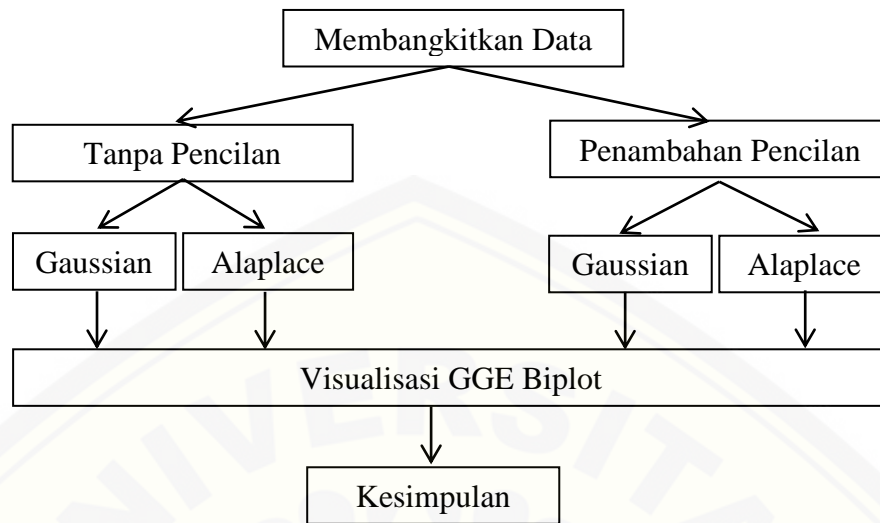 Membangkitkan Data
Tanpa Pencilan
Penambahan Pencilan
Gaussian
Alaplace
Gaussian
Alaplace
Visualisasi GGE Biplot
Kesimpulan